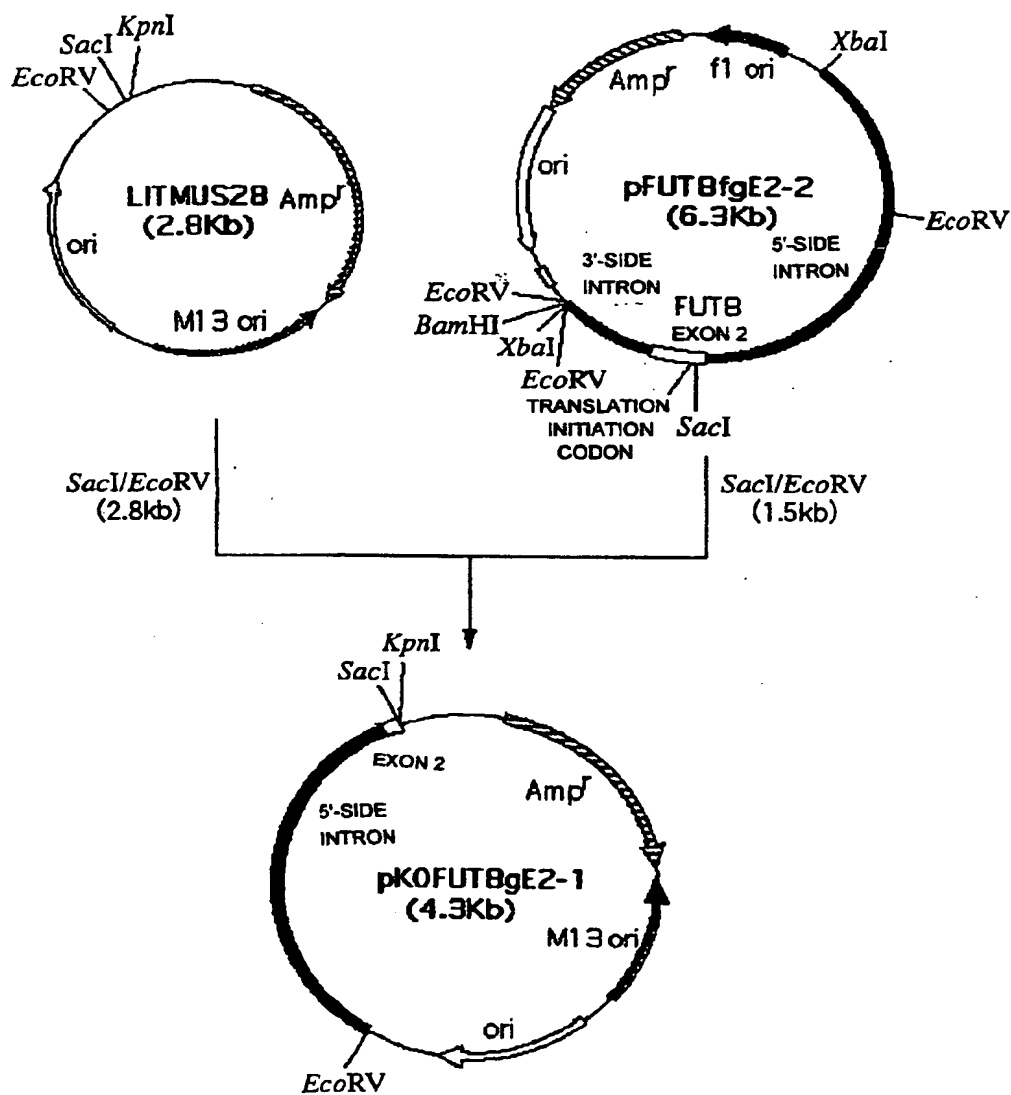 KpnI
SacI
EcoRV
LITMUS28
(2.8Kb)
Ampr
ori
M13 ori
XbaI
f1 ori
Ampr
ori
pFUT8fgE2-2
(6.3Kb)
EcoRV
3'-SIDE
INTRON
5'-SIDE
INTRON
EcoRV
BamHI
XbaI
EcoRV
FUT8
EXON 2
TRANSLATION
INITIATION
CODON
SacI
SacI/EcoRV
(2.8kb)
SacI/EcoRV
(1.5kb)
KpnI
SacI
EXON 2
5'-SIDE
INTRON
Ampr
pKOFUT8gE2-1
(4.3Kb)
M13 ori
ori
EcoRV